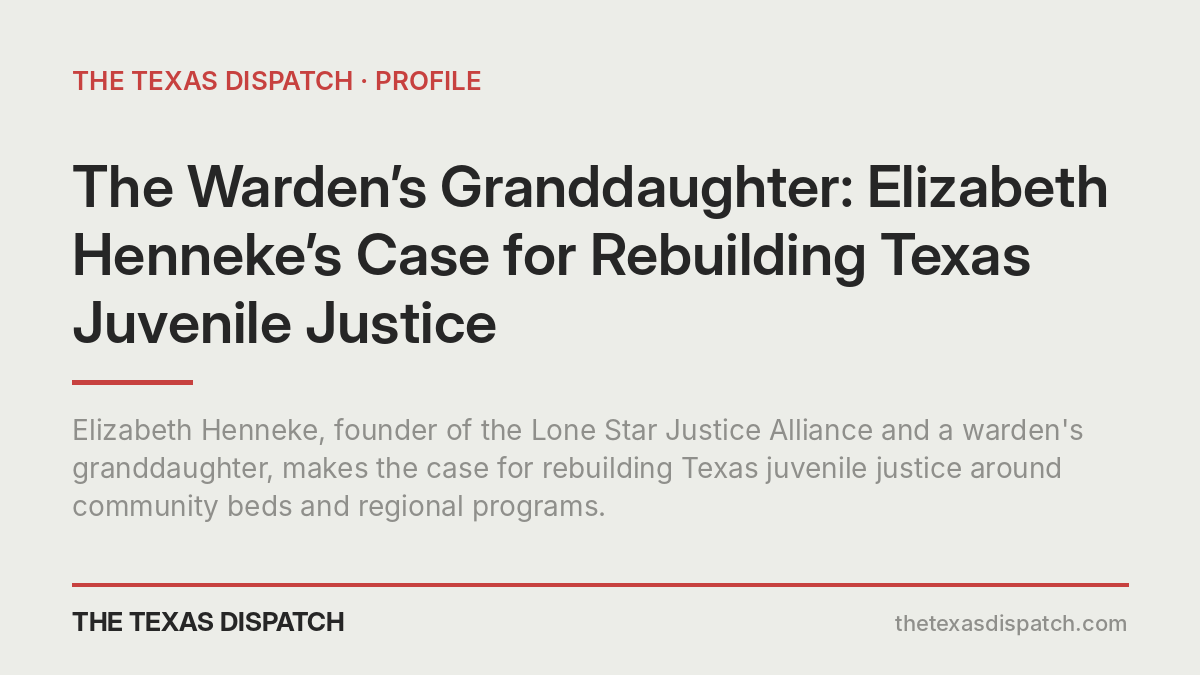 THE TEXAS DISPATCH · PROFILE
The Warden’s Granddaughter: Elizabeth
Henneke’s Case for Rebuilding Texas
Juvenile Justice
Elizabeth Henneke, founder of the Lone Star Justice Alliance and a warden's
granddaughter, makes the case for rebuilding Texas juvenile justice around
community beds and regional programs.
THE TEXAS DISPATCH
thetexasdispatch.com